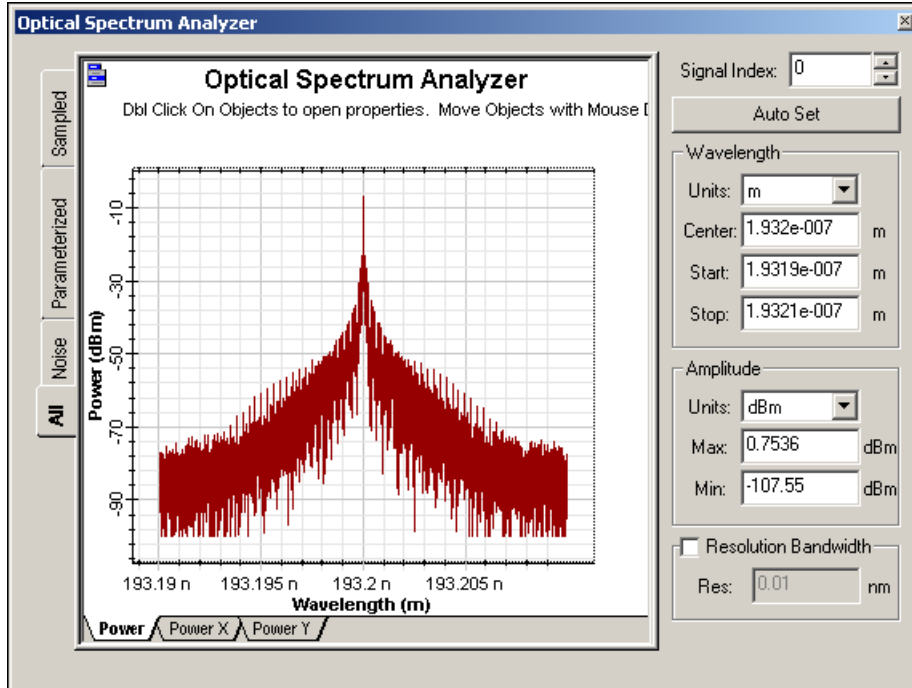 Optical Spectrum Analyzer
Sampled
Parameterized
Noise
All
Optical Spectrum Analyzer
Dbl Click On Objects to open properties. Move Objects with Mouse D
Power (dBm)
-10
-30
-50
-70
-90
193.19 n 193.195 n 193.2 n 193.205 n
Wavelength (m)
Power Power X Power Y
Signal Index: 0
Auto Set
Wavelength
Units: m
Center: 1.932e-007 m
Start: 1.9319e-007 m
Stop: 1.9321e-007 m
Amplitude
Units: dBm
Max: 0.7536 dBm
Min: -107.55 dBm
Resolution Bandwidth
Res: 0.01 nm